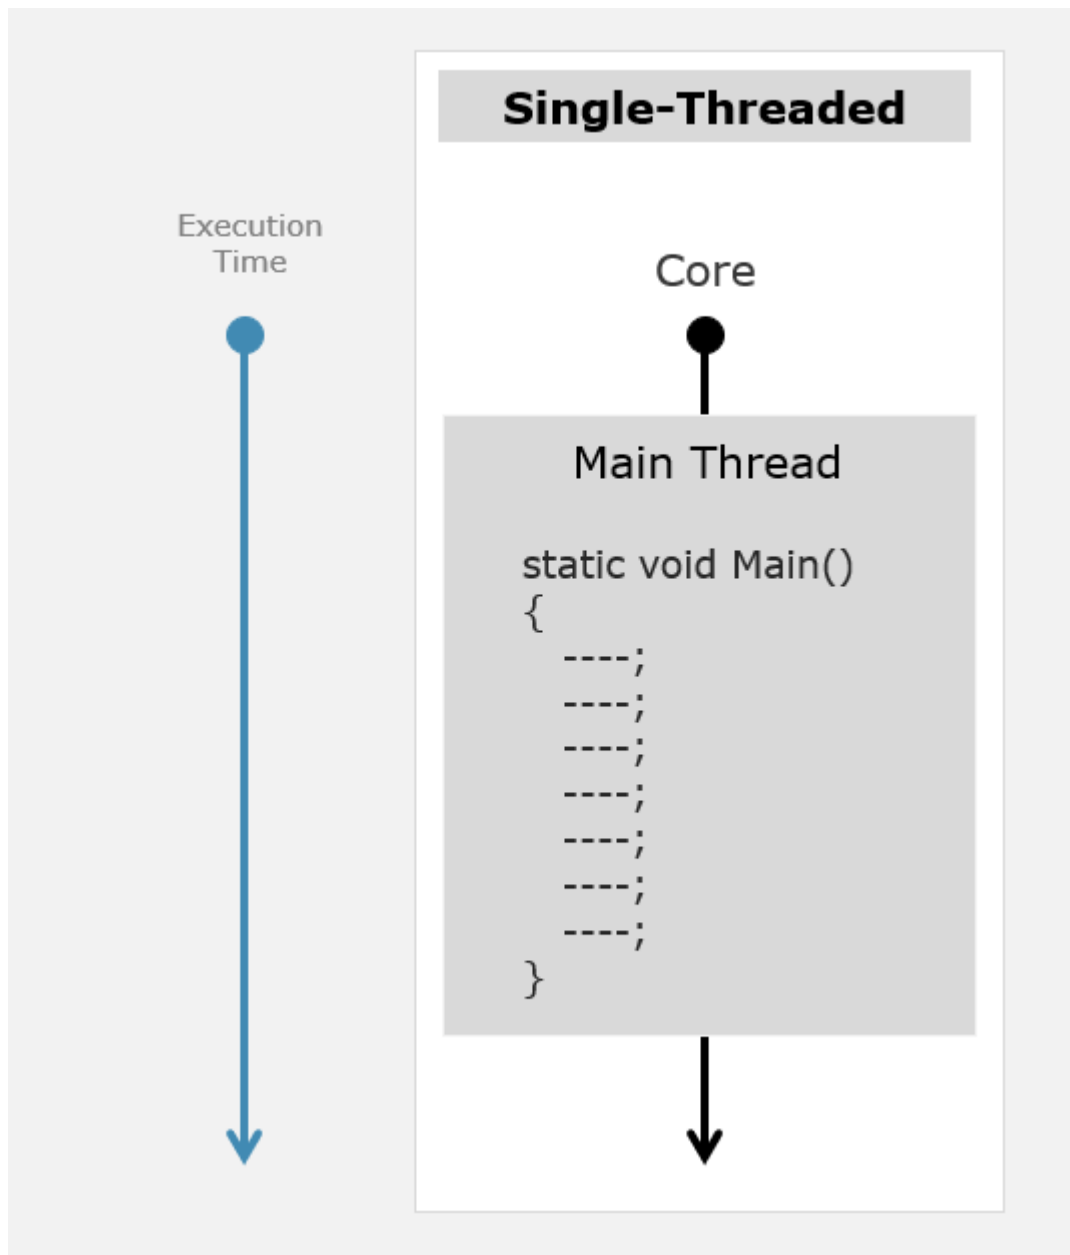 Single-Threaded
Execution
Time
Core
Main Thread
static void Main()
{
----;
----;
----;
----;
----;
----;
----;
}